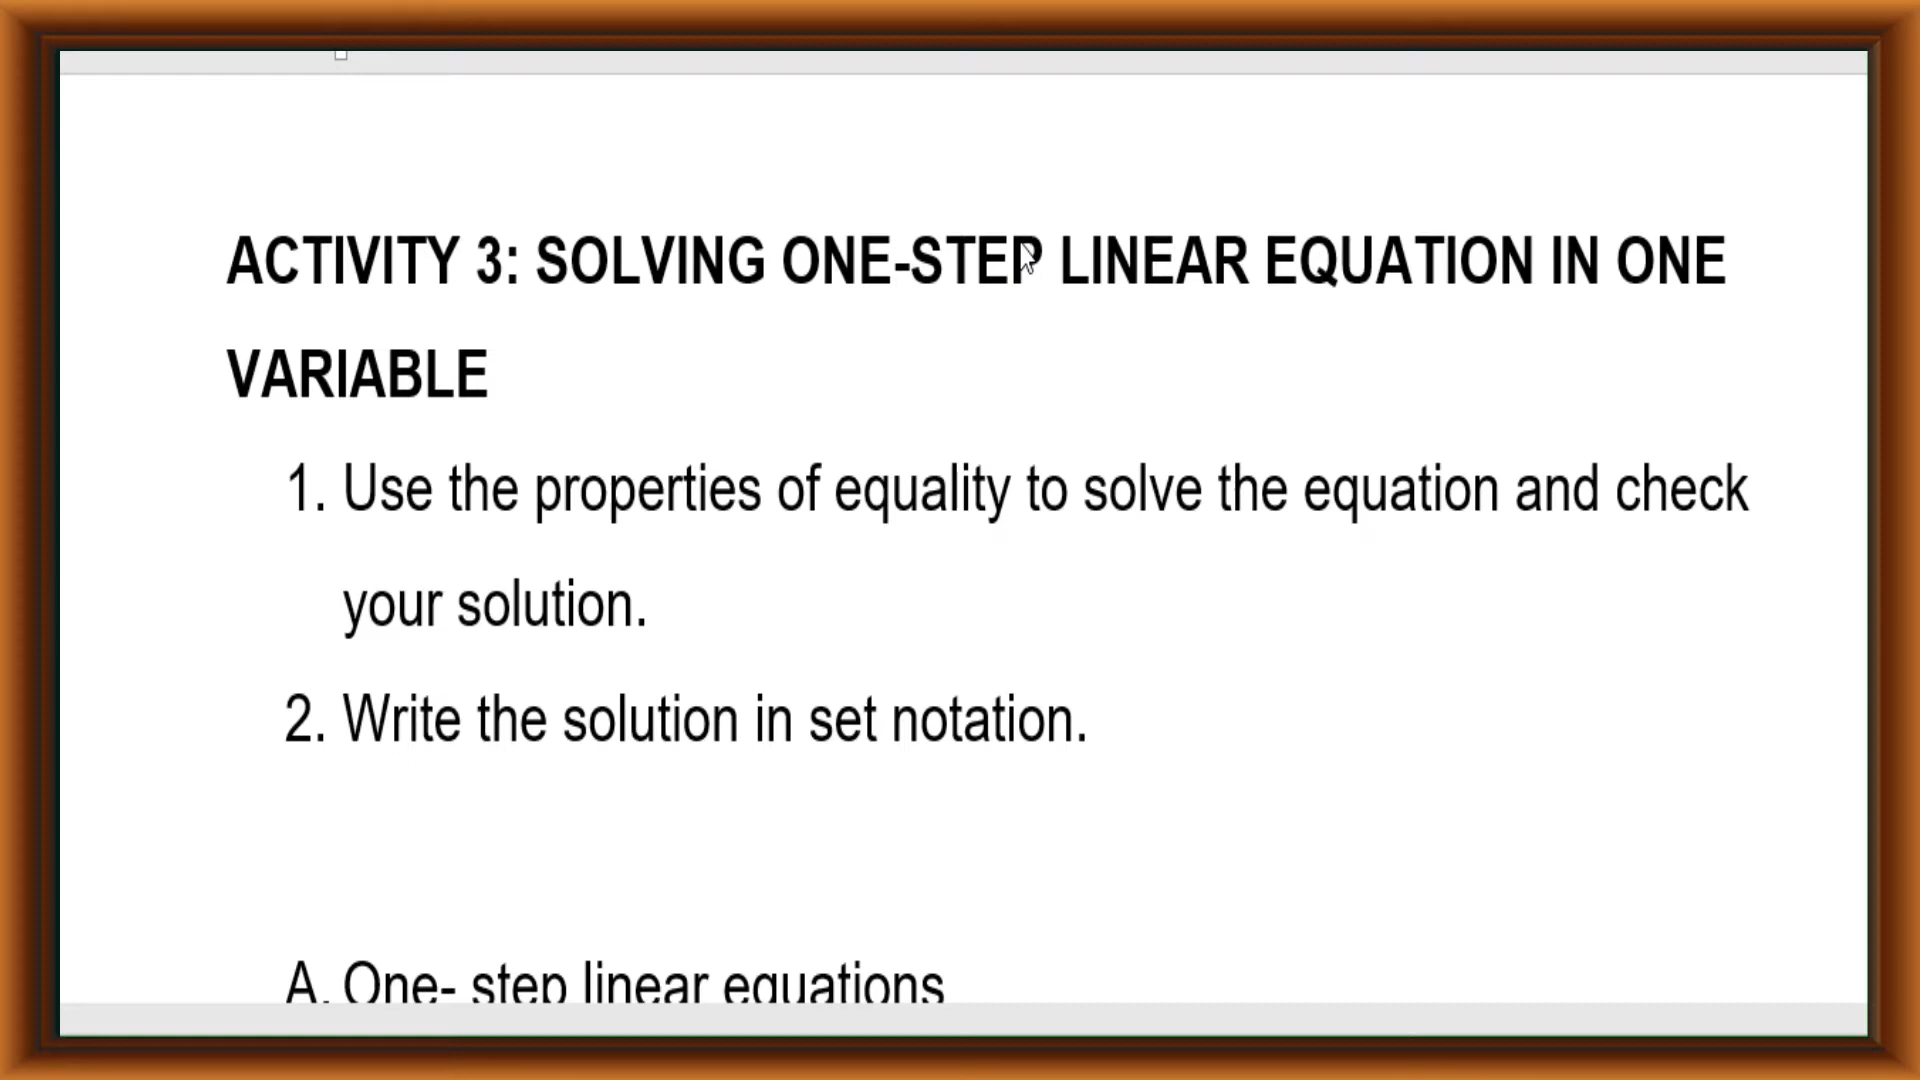 ACTIVITY 3: SOLVING ONE-STEP LINEAR EQUATION IN ONE
VARIABLE
1. Use the properties of equality to solve the equation and check
your solution.
2. Write the solution in set notation.
A. One- step linear equations